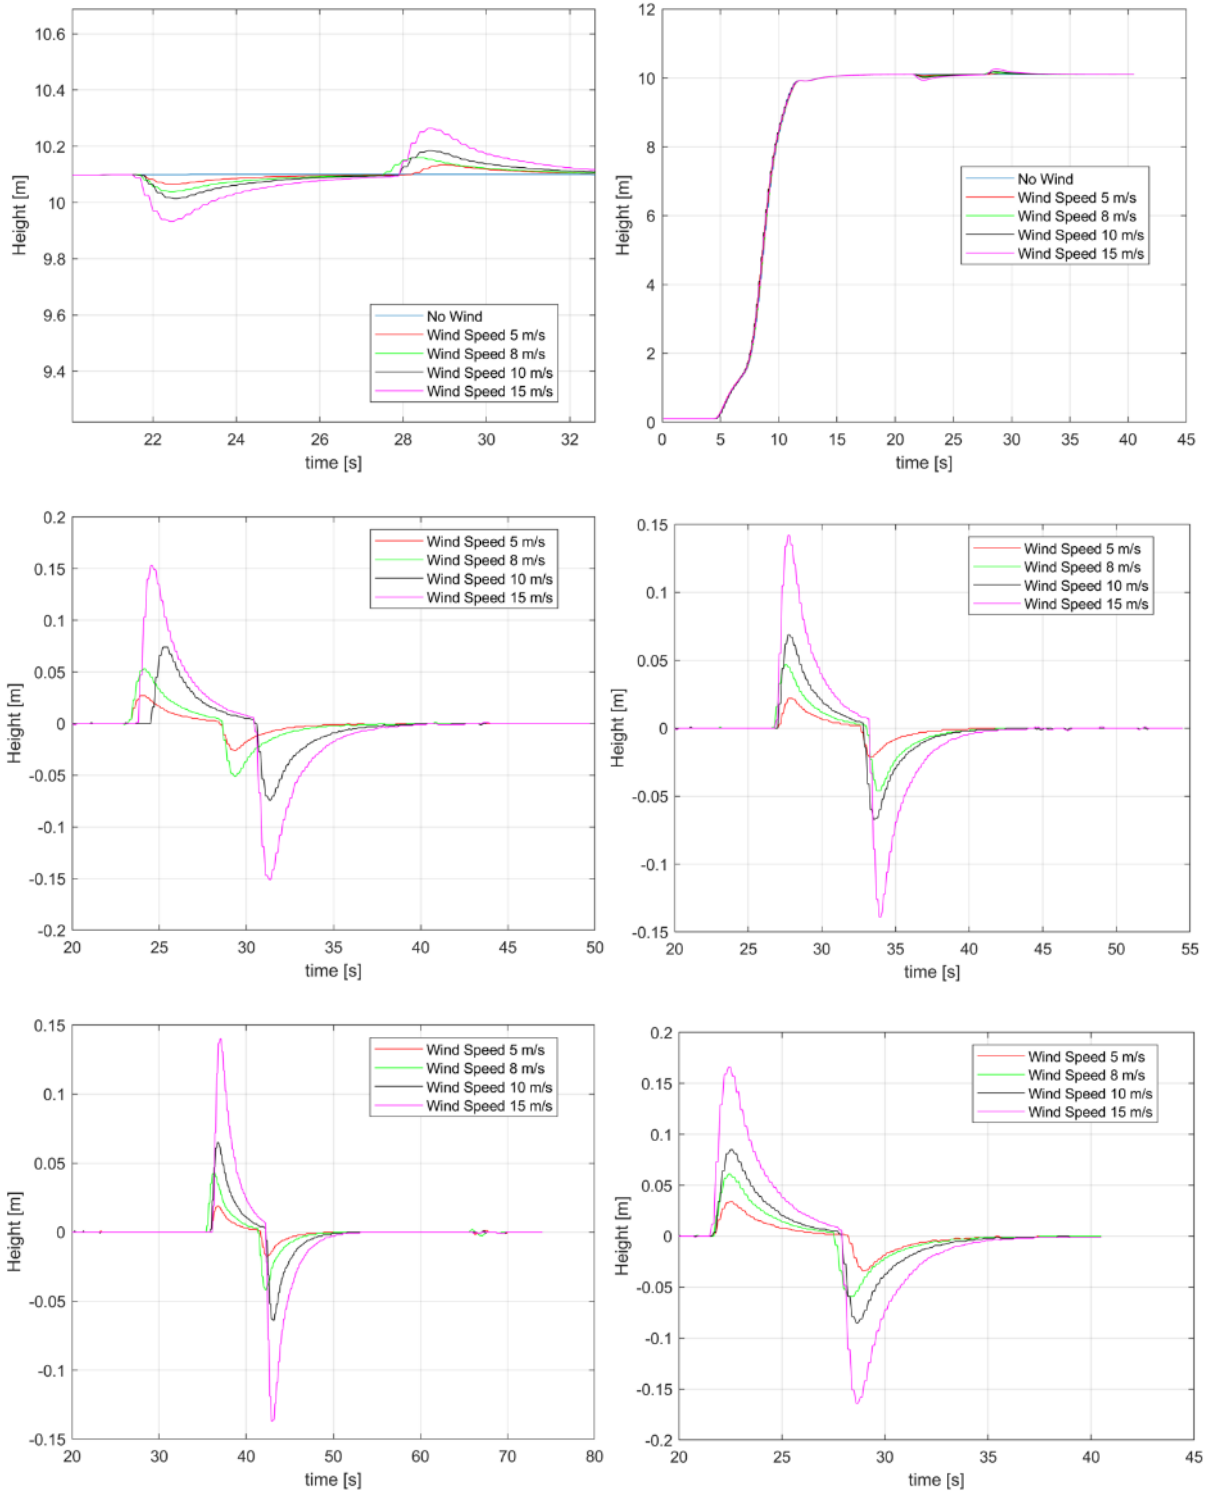 10.6
10.4
10.2
10
9.8
9.6
9.4
Height [m]
22
24
26
28
30
32
time [s]
No Wind
Wind Speed 5 m/s
Wind Speed 8 m/s
Wind Speed 10 m/s
Wind Speed 15 m/s
12
10
8
6
4
2
0
Height [m]
0
5
10
15
20
25
30
35
40
45
time [s]
No Wind
Wind Speed 5 m/s
Wind Speed 8 m/s
Wind Speed 10 m/s
Wind Speed 15 m/s
0.2
0.15
0.1
0.05
0
-0.05
-0.1
-0.15
-0.2
Height [m]
20
25
30
35
40
45
50
time [s]
Wind Speed 5 m/s
Wind Speed 8 m/s
Wind Speed 10 m/s
Wind Speed 15 m/s
0.15
0.1
0.05
0
-0.05
-0.1
-0.15
Height [m]
20
25
30
35
40
45
50
55
time [s]
Wind Speed 5 m/s
Wind Speed 8 m/s
Wind Speed 10 m/s
Wind Speed 15 m/s
0.15
0.1
0.05
0
-0.05
-0.1
-0.15
Height [m]
20
30
40
50
60
70
80
time [s]
Wind Speed 5 m/s
Wind Speed 8 m/s
Wind Speed 10 m/s
Wind Speed 15 m/s
0.2
0.15
0.1
0.05
0
-0.05
-0.1
-0.15
-0.2
Height [m]
20
25
30
35
40
45
time [s]
Wind Speed 5 m/s
Wind Speed 8 m/s
Wind Speed 10 m/s
Wind Speed 15 m/s